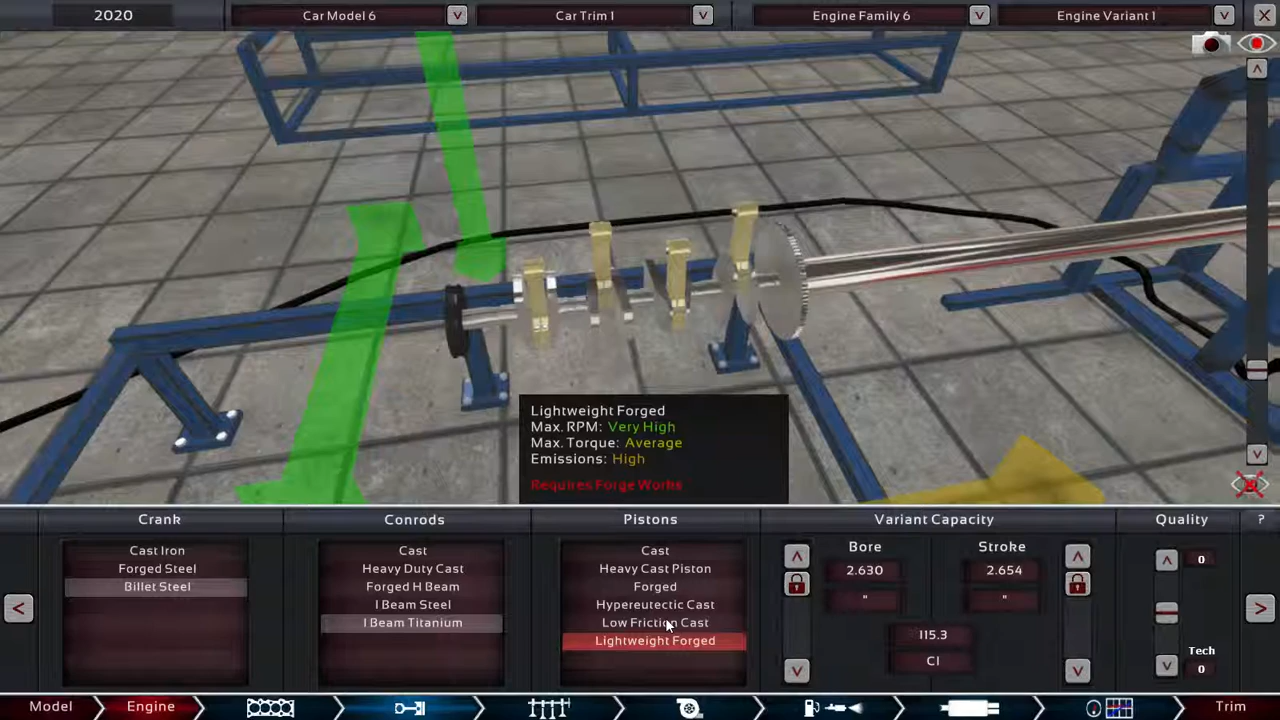 2020
Car Model 6
Car Trim 1
Engine Family 6
Engine Variant 1
Lightweight Forged
Max. RPM: Very High
Max. Torque: Average
Emissions: High
Requires Forge Works
Crank
Cast Iron
Forged Steel
Billet Steel
Conrods
Cast
Heavy Duty Cast
Forged H Beam
I Beam Steel
I Beam Titanium
Pistons
Cast
Heavy Cast Piston
Forged
Hypereutectic Cast
Low Friction Cast
Lightweight Forged
Variant Capacity
Bore
2.630
"
Stroke
2.654
"
115.3
CI
Quality
0
Tech
0
?
Model
Engine
Trim